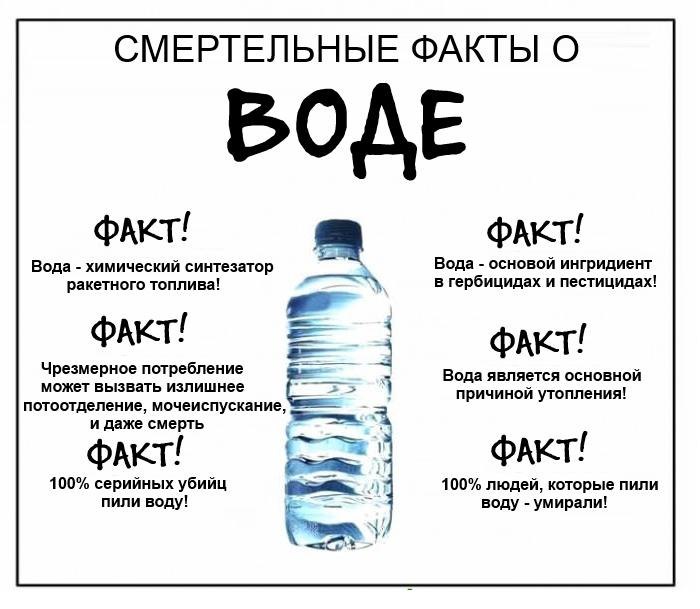 СМЕРТЕЛЬНЫЕ ФАКТЫ О
ВОДЕ
ФАКТ!
Вода - химический синтезатор
ракетного топлива!
ФАКТ!
Чрезмерное потребление
может вызвать излишнее
потоотделение, мочеиспускание,
и даже смерть
ФАКТ!
100% серийных убийц
пили воду!
ФАКТ!
Вода - основой ингридиент
в гербицидах и пестицидах!
ФАКТ!
Вода является основной
причиной утопления!
ФАКТ!
100% людей, которые пили
воду - умирали!